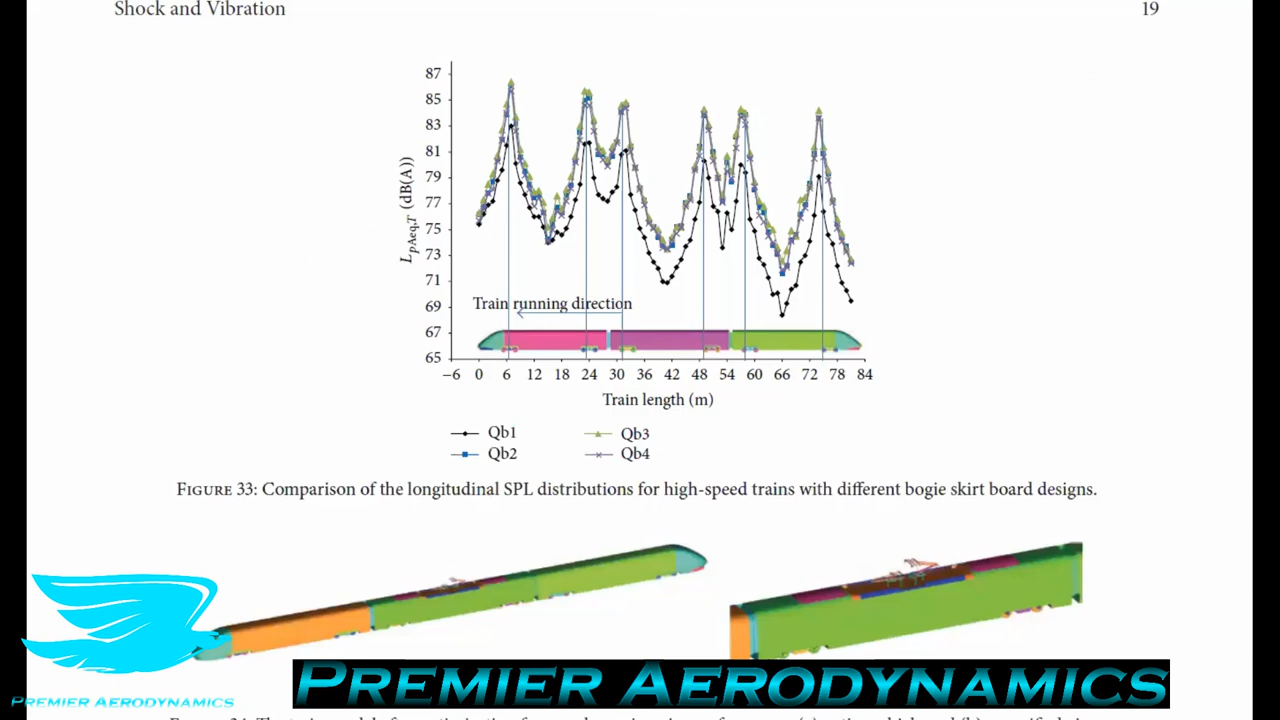 Shock and Vibration 19
87
85
83
81
79
77
75
73
71
69
67
65
L_pAeq,T (dB(A))
Train running direction
−6 0 6 12 18 24 30 36 42 48 54 60 66 72 78 84
Train length (m)
Qb1 Qb3
Qb2 Qb4
FIGURE 33: Comparison of the longitudinal SPL distributions for high-speed trains with different bogie skirt board designs.
PREMIER AERODYNAMICS
PREMIER AERODYNAMICS